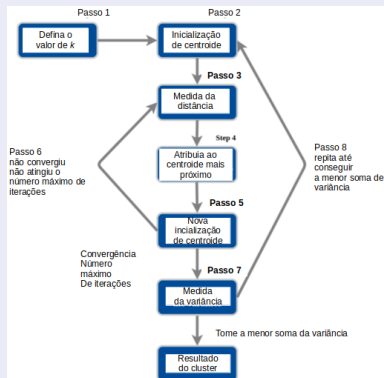 Passo 1
Passo 2
Defina o
valor de k
Inicialização
de centroide
Passo 3
Medida da
distância
Step 4
Atribuia ao
centroide mais
próximo
Passo 6
não convergiu
não atingiu o
número máximo de
iterações
Passo 8
repita até
conseguir
a menor soma de
variância
Passo 5
Nova
incialização
de centroide
Convergência
Número
máximo
De iterações
Passo 7
Medida
da variância
Tome a menor soma da variância
Resultado
do cluster